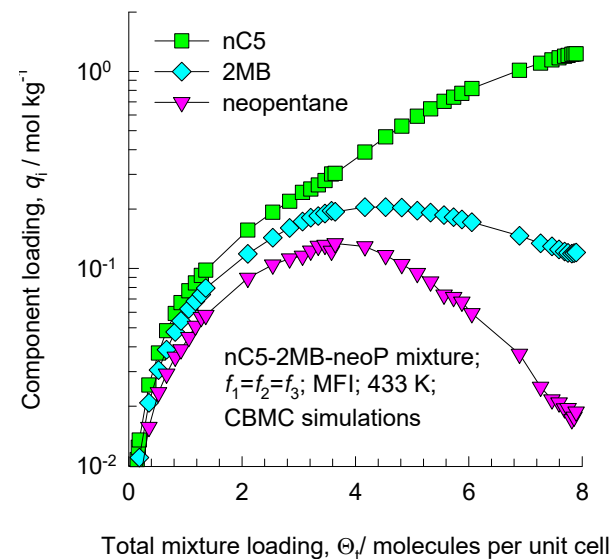 Component loading, qᵢ / mol kg⁻¹
10⁰
10⁻¹
10⁻²
nC5
2MB
neopentane
nC5-2MB-neoP mixture;
f₁=f₂=f₃; MFI; 433 K;
CBMC simulations
0 2 4 6 8
Total mixture loading, Θₜ/ molecules per unit cell